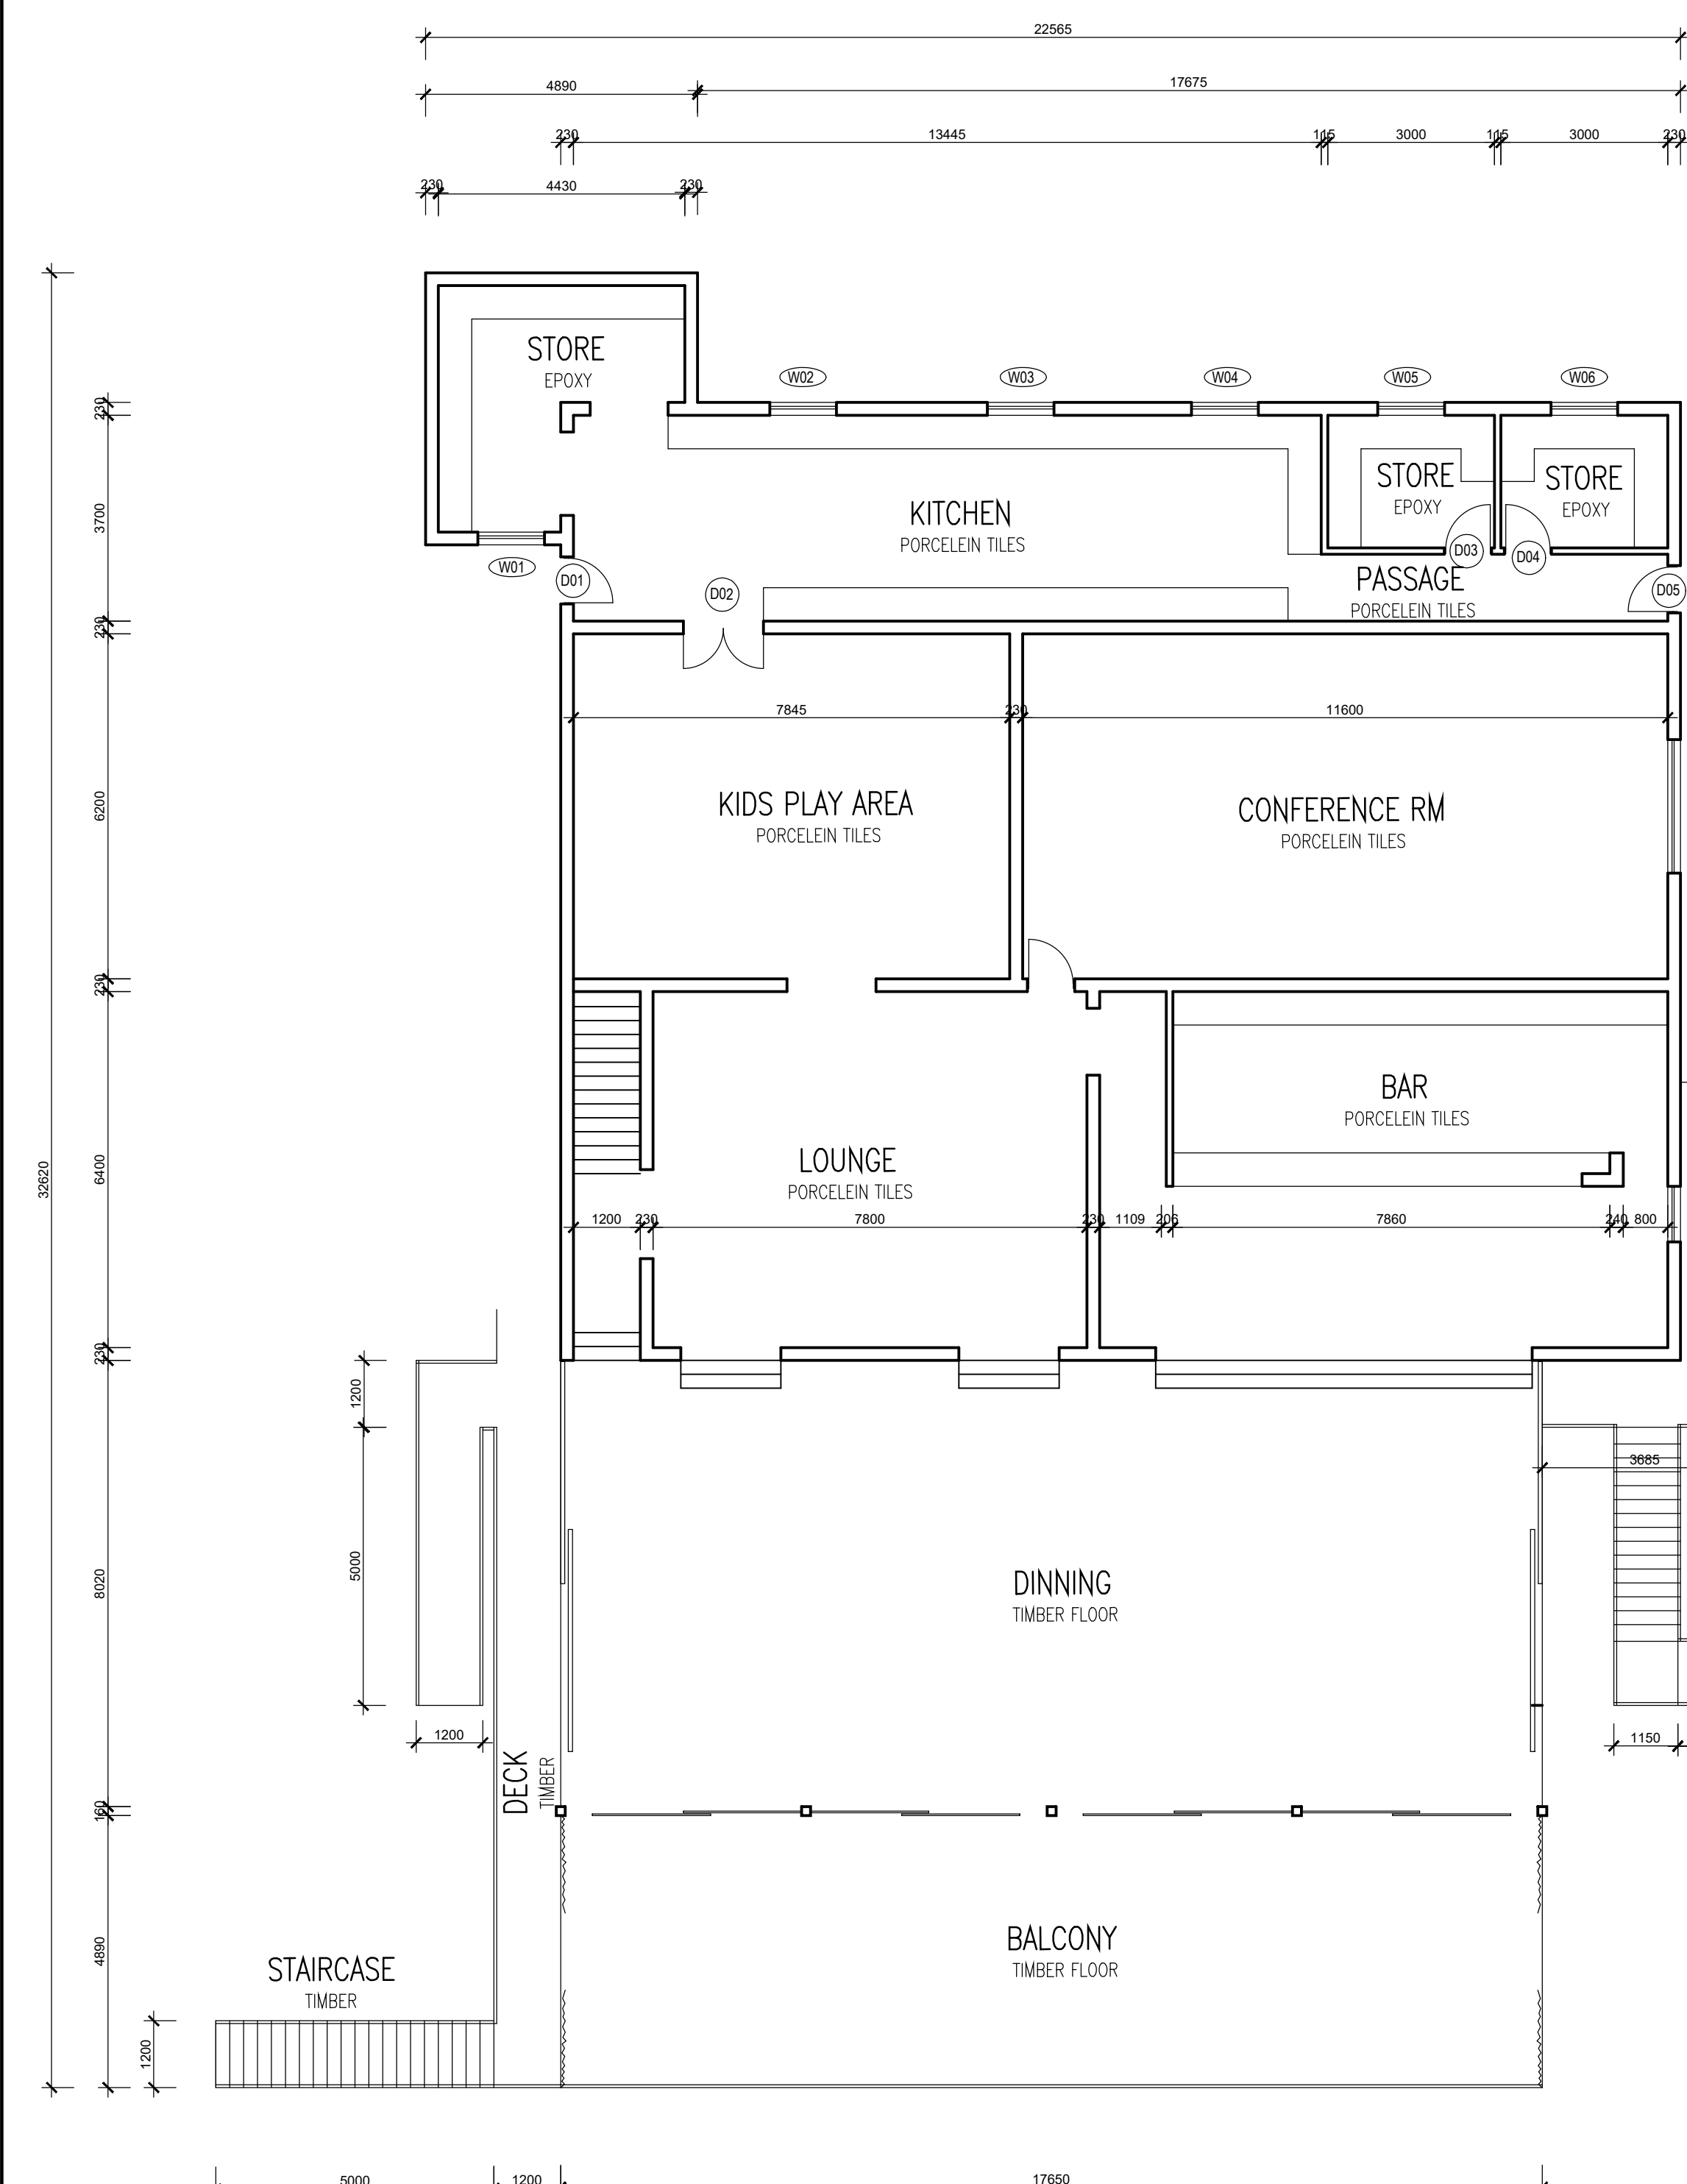 22565
4890 17675
230 13445 115 3000 115 3000 230
230 4430 230
STORE
EPOXY
W02 W03 W04 W05 W06
230
STORE
EPOXY
STORE
EPOXY
KITCHEN
PORCELEIN TILES
3700
W01 D01 D02 D03 D04 D05
PASSAGE
PORCELEIN TILES
230
7845 230 11600
KIDS PLAY AREA
PORCELEIN TILES
CONFERENCE RM
PORCELEIN TILES
6200
230
BAR
PORCELEIN TILES
LOUNGE
PORCELEIN TILES
32620
6400
1200 230 7800 230 1109 206 7860 240 800
230
1200
3685
5000
8020
DINNING
TIMBER FLOOR
1200
1150
DECK
TIMBER
160
BALCONY
TIMBER FLOOR
4890
STAIRCASE
TIMBER
1200
5000 1200 17650